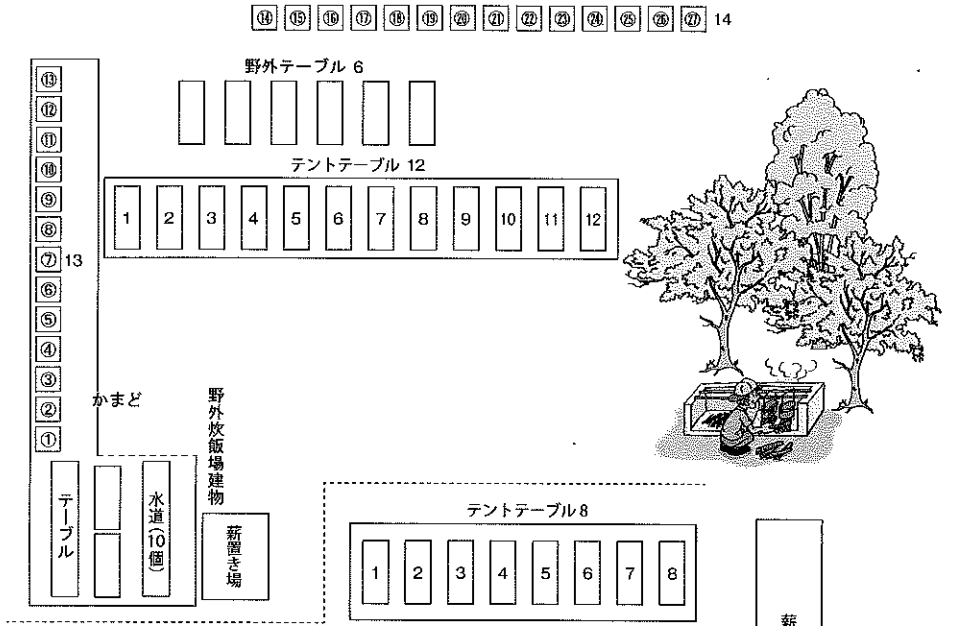 ⑭ ⑮ ⑯ ⑰ ⑱ ⑲ ⑳ ㉑ ㉒ ㉓ ㉔ ㉕ ㉖ ㉗ 14
野外テーブル 6
テントテーブル 12
1 2 3 4 5 6 7 8 9 10 11 12
⑬
⑫
⑪
⑩
⑨
⑧
⑦ 13
⑥
⑤
④
③
②
①
かまど
野外炊飯場建物
テーブル
水道(10個)
薪置き場
テントテーブル 8
1 2 3 4 5 6 7 8
薪